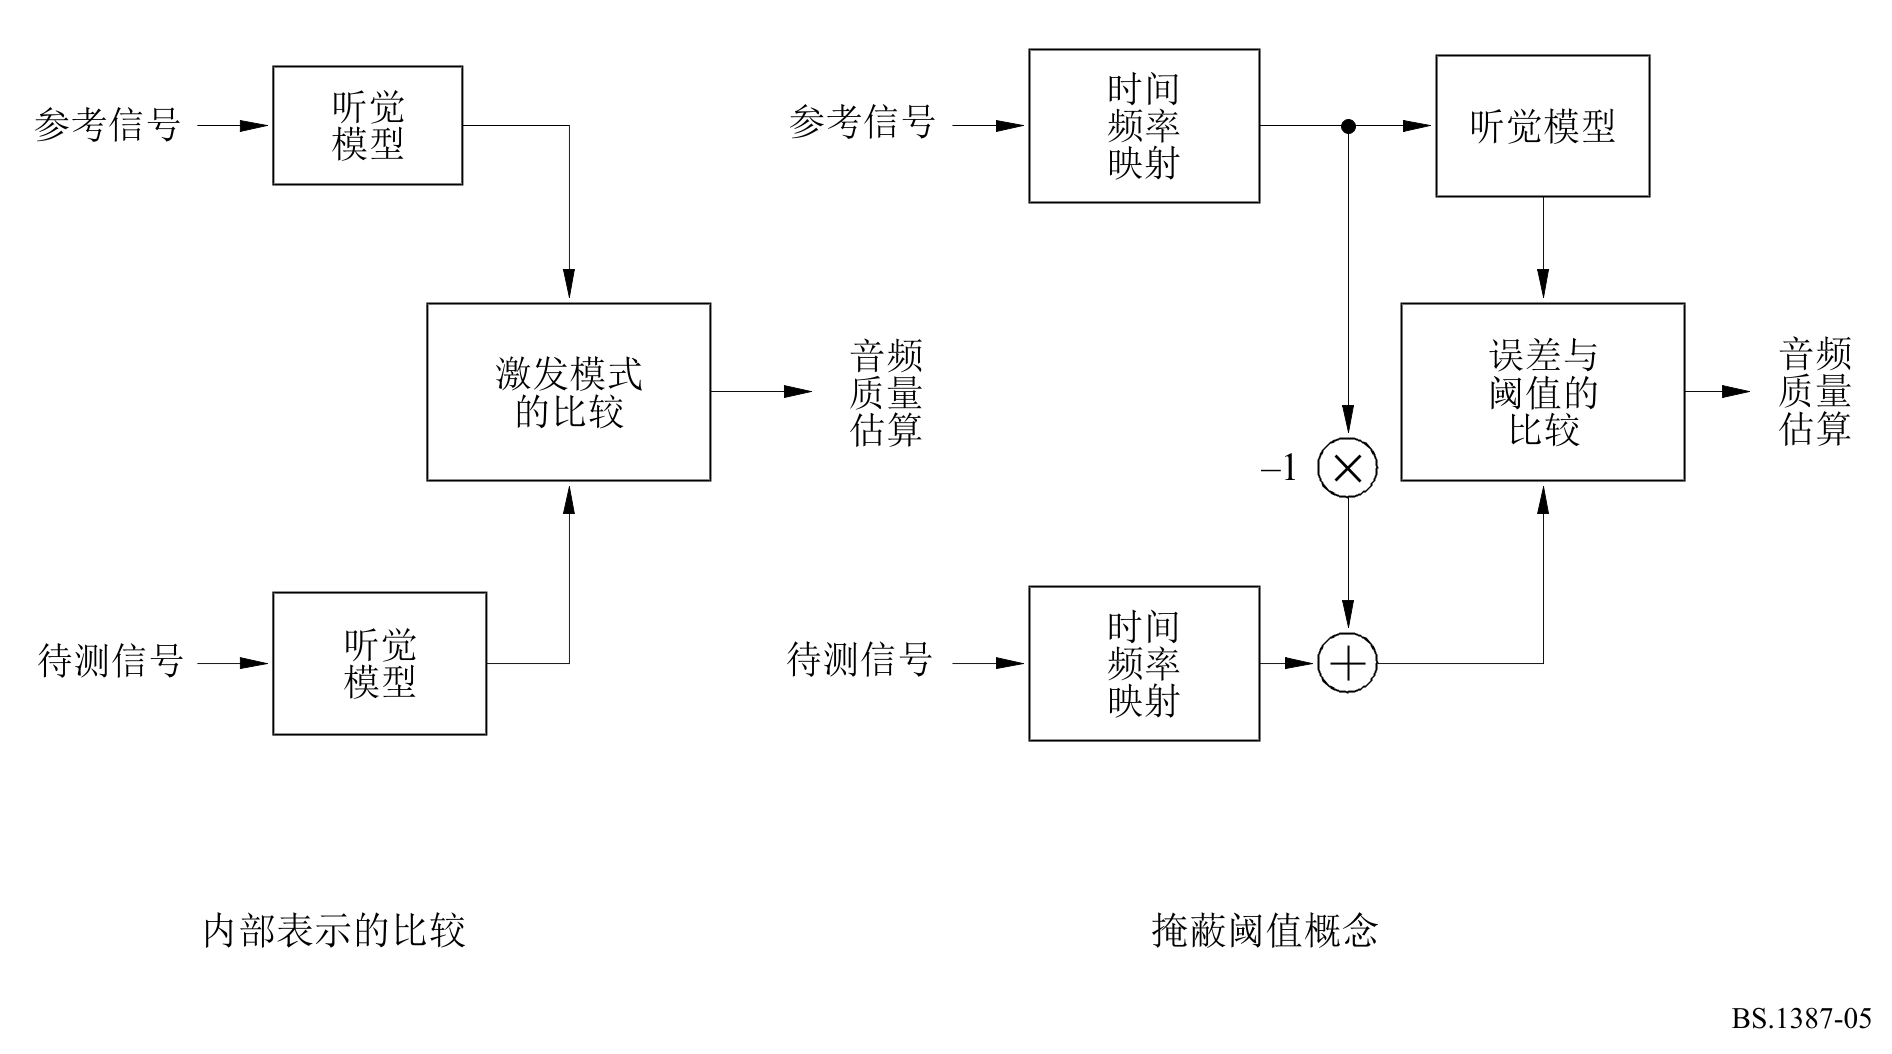 参考信号
听觉
模型
激发模式
的比较
音频
质量
估算
待测信号
听觉
模型
内部表示的比较
参考信号
时间
频率
映射
听觉模型
误差与
阈值的
比较
音频
质量
估算
–1
待测信号
时间
频率
映射
掩蔽阈值概念
BS.1387-05